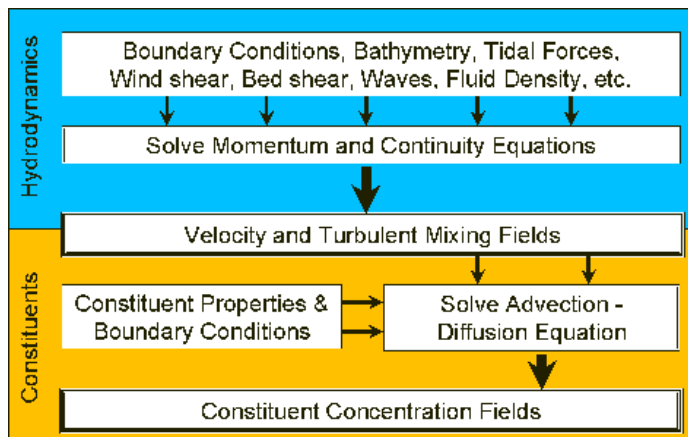 Hydrodynamics
Boundary Conditions, Bathymetry, Tidal Forces,
Wind shear, Bed shear, Waves, Fluid Density, etc.
Solve Momentum and Continuity Equations
Velocity and Turbulent Mixing Fields
Constituents
Constituent Properties &
Boundary Conditions
Solve Advection -
Diffusion Equation
Constituent Concentration Fields